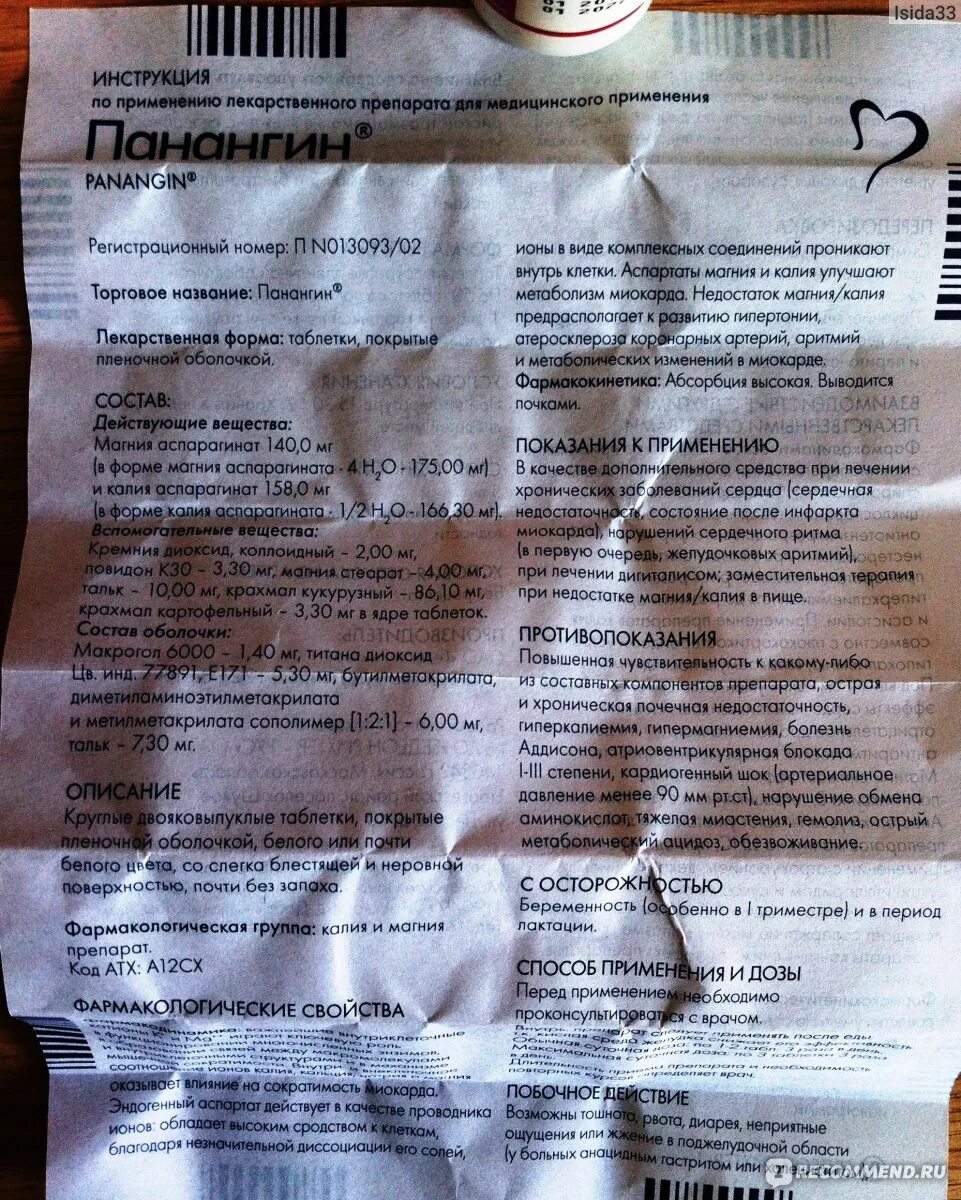 Isida33
ИНСТРУКЦИЯ
по применению лекарственного препарата для медицинского применения
Панангин®
PANANGIN®
Регистрационный номер: П N013093/02
Торговое название: Панангин®
Лекарственная форма: таблетки, покрытые
пленочной оболочкой.
СОСТАВ:
Действующие вещества:
Магния аспарагинат 140,0 мг
(в форме магния аспарагината · 4 H₂O - 175,00 мг)
и калия аспарагинат 158,0 мг
(в форме калия аспарагината · 1/2 H₂O - 166,30 мг).
Вспомогательные вещества:
Кремния диоксид, коллоидный – 2,00 мг,
повидон К30 – 3,30 мг, магния стеарат – 4,00 мг,
тальк – 10,00 мг, крахмал кукурузный – 86,10 мг,
крахмал картофельный – 3.30 мг в ядре таблеток.
Состав оболочки:
Макрогол 6000 – 1,40 мг, титана диоксид
Цв. инд. 77891, Е171 – 5,30 мг, бутилметакрилата,
диметиламиноэтилметакрилата
и метилметакрилата сополимер [1:2:1] – 6,00 мг,
тальк – 7,30 мг.
ОПИСАНИЕ
Круглые двояковыпуклые таблетки, покрытые
пленочной оболочкой, белого или почти
белого цвета, со слегка блестящей и неровной
поверхностью, почти без запаха.
Фармакологическая группа: калия и магния
препарат.
Код АТХ: А12СХ
ФАРМАКОЛОГИЧЕСКИЕ СВОЙСТВА
оказывает влияние на сократимость миокарда.
Эндогенный аспартат действует в качестве проводника
ионов: обладает высоким сродством к клеткам,
благодаря незначительной диссоциации его солей,
ионы в виде комплексных соединений проникают
внутрь клетки. Аспартаты магния и калия улучшают
метаболизм миокарда. Недостаток магния/калия
предрасполагает к развитию гипертонии,
атеросклероза коронарных артерий, аритмий
и метаболических изменений в миокарде.
Фармакокинетика: Абсорбция высокая. Выводится
почками.
ПОКАЗАНИЯ К ПРИМЕНЕНИЮ
В качестве дополнительного средства при лечении
хронических заболеваний сердца (сердечная
недостаточность, состояние после инфаркта
миокарда), нарушений сердечного ритма
(в первую очередь, желудочковых аритмий),
при лечении дигиталисом; заместительная терапия
при недостатке магния/калия в пище.
ПРОТИВОПОКАЗАНИЯ
Повышенная чувствительность к какому-либо
из составных компонентов препарата, острая
и хроническая почечная недостаточность,
гиперкалиемия, гипермагниемия, болезнь
Аддисона, атриовентрикулярная блокада
I-III степени, кардиогенный шок (артериальное
давление менее 90 мм рт.ст), нарушение обмена
аминокислот, тяжелая миастения, гемолиз, острый
метаболический ацидоз, обезвоживание.
С ОСТОРОЖНОСТЬЮ
Беременность (особенно в I триместре) и в период
лактации.
СПОСОБ ПРИМЕНЕНИЯ И ДОЗЫ
Перед применением необходимо
проконсультироваться с врачом.
Внутрь, препарат следует применять после еды,
повторных курсов определяет врач.
ПОБОЧНОЕ ДЕЙСТВИЕ
Возможны тошнота, рвота, диарея, неприятные
ощущения или жжение в поджелудочной области
(у больных анацидным гастритом или
RECOMMEND.RU